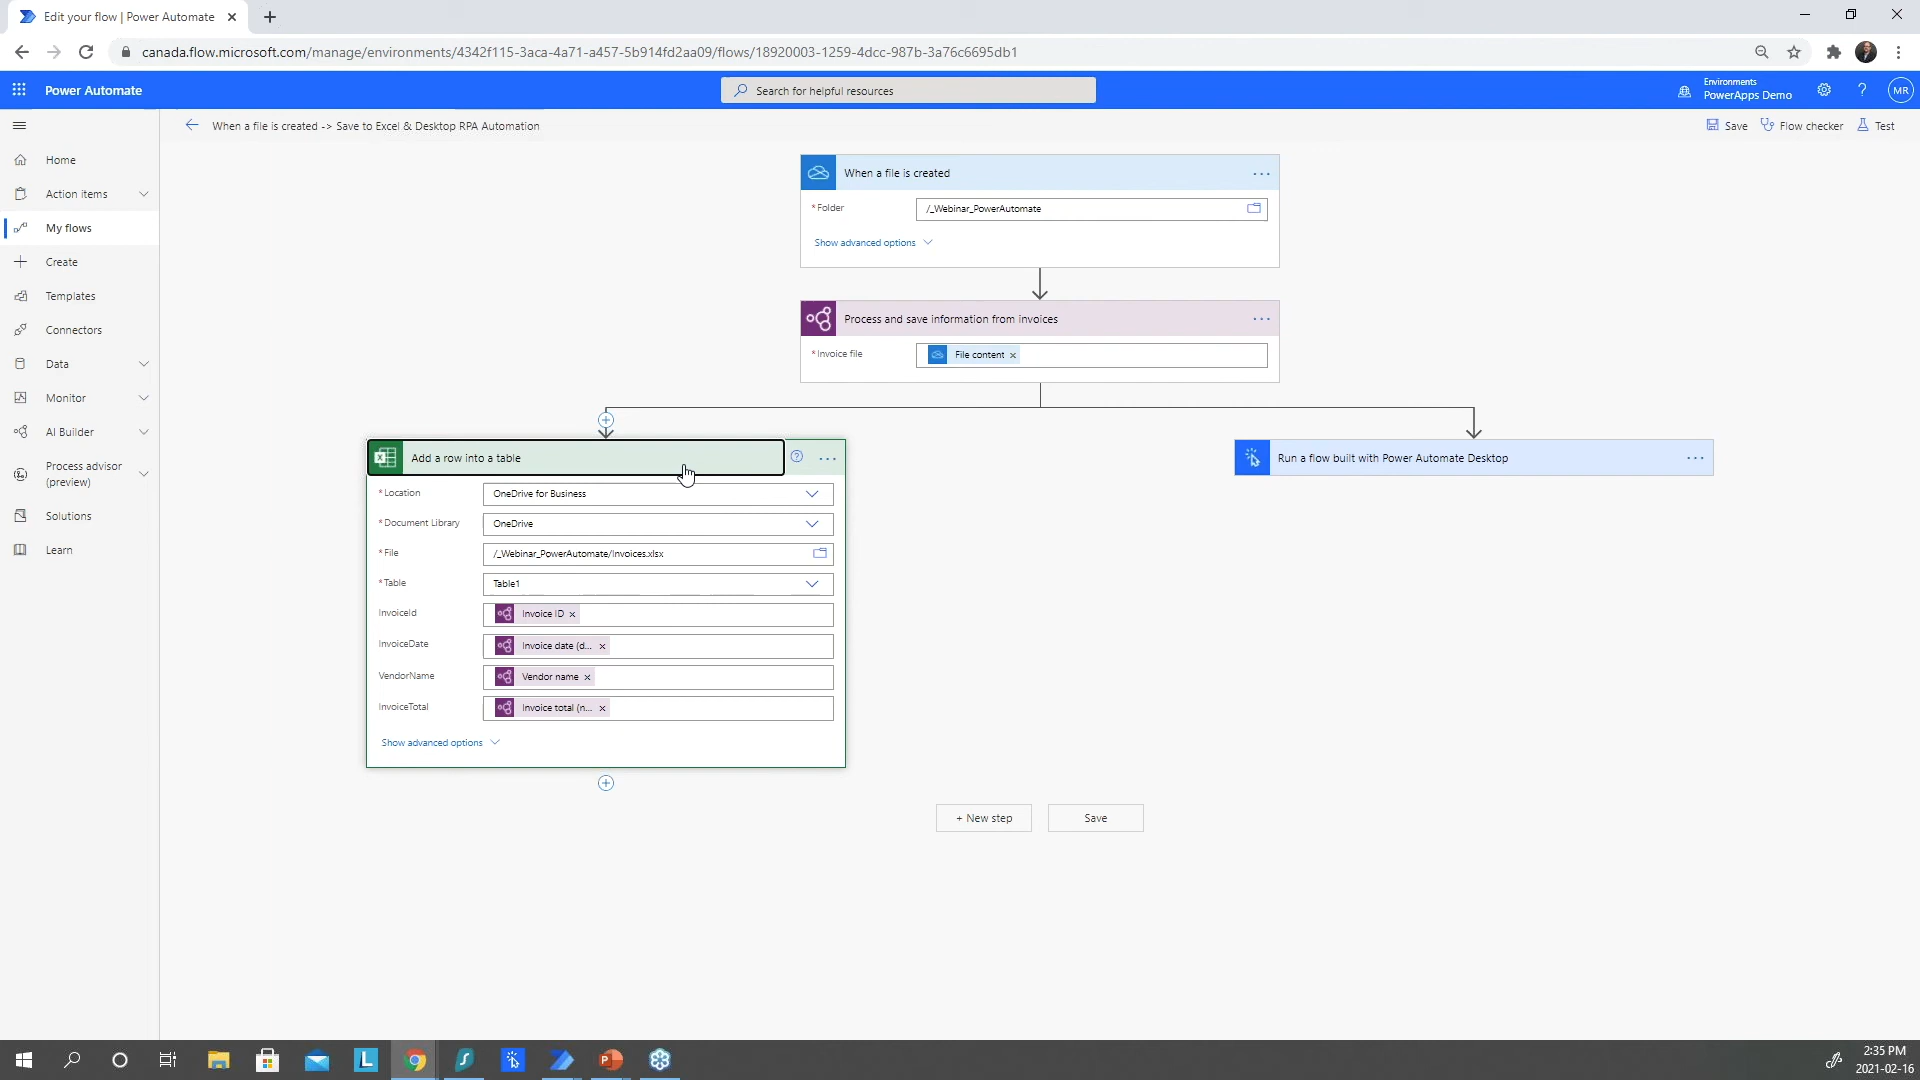 Edit your flow | Power Automate
canada.flow.microsoft.com/manage/environments/4342f115-3aca-4a71-a457-5b914fd2aa09/flows/18920003-1259-4dcc-987b-3a76c6695db1
Power Automate
Search for helpful resources
Environments
PowerApps Demo
MR
When a file is created -> Save to Excel & Desktop RPA Automation
Save
Flow checker
Test
Home
Action items
My flows
Create
Templates
Connectors
Data
Monitor
AI Builder
Process advisor
(preview)
Solutions
Learn
When a file is created
* Folder
/_Webinar_PowerAutomate
Show advanced options
Process and save information from invoices
* Invoice file
File content
Add a row into a table
* Location
OneDrive for Business
* Document Library
OneDrive
* File
/_Webinar_PowerAutomate/Invoices.xlsx
* Table
Table1
InvoiceId
Invoice ID
InvoiceDate
Invoice date (d...
VendorName
Vendor name
InvoiceTotal
Invoice total (n...
Show advanced options
Run a flow built with Power Automate Desktop
+ New step
Save
2:35 PM
2021-02-16